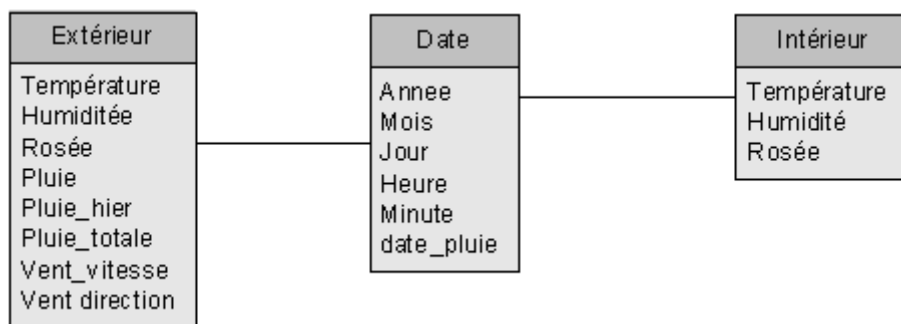 Extérieur
Température
Humiditée
Rosée
Pluie
Pluie_hier
Pluie_totale
Vent_vitesse
Vent direction
Date
Annee
Mois
Jour
Heure
Minute
date_pluie
Intérieur
Température
Humidité
Rosée